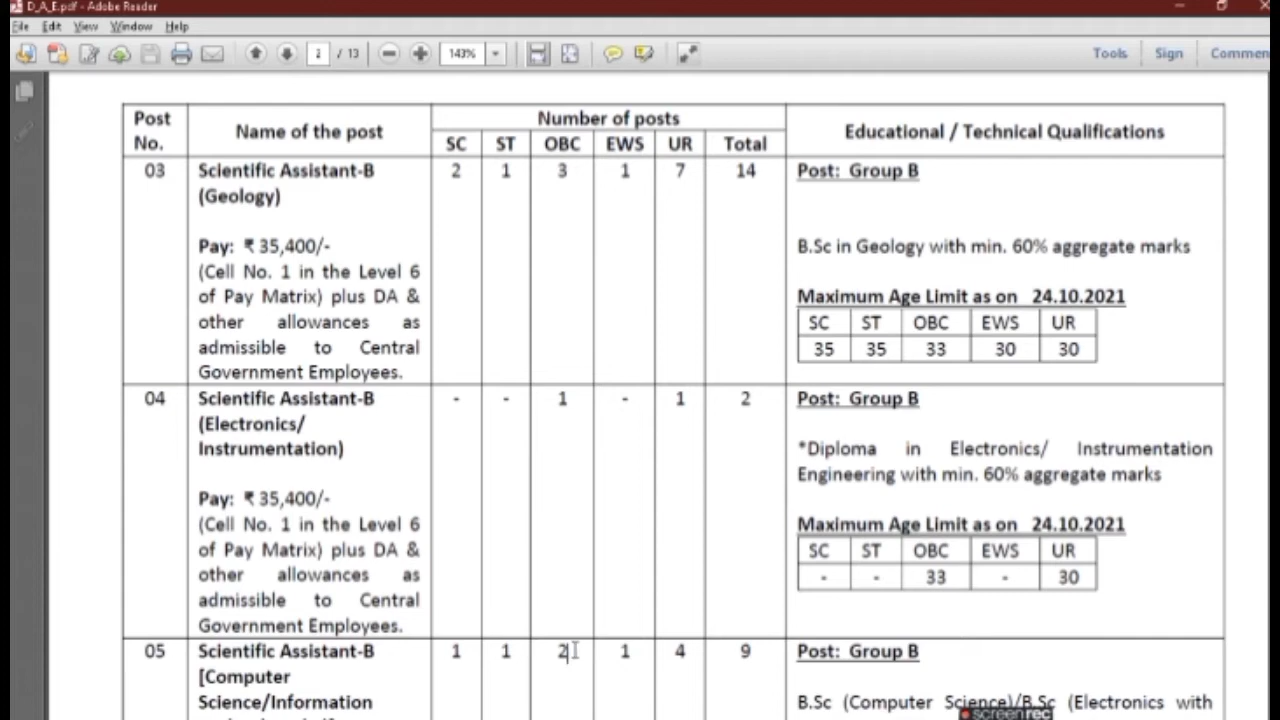 D_A_E.pdf - Adobe Reader
File Edit View Window Help
2 / 13 143% Tools Sign Commen
Post No. Name of the post Number of posts Educational / Technical Qualifications
SC ST OBC EWS UR Total
03 Scientific Assistant-B 2 1 3 1 7 14 Post: Group B
(Geology)
Pay: ₹ 35,400/- B.Sc in Geology with min. 60% aggregate marks
(Cell No. 1 in the Level 6
of Pay Matrix) plus DA & Maximum Age Limit as on 24.10.2021
other allowances as SC ST OBC EWS UR
admissible to Central 35 35 33 30 30
Government Employees.
04 Scientific Assistant-B - - 1 - 1 2 Post: Group B
(Electronics/
Instrumentation) *Diploma in Electronics/ Instrumentation
Engineering with min. 60% aggregate marks
Pay: ₹ 35,400/-
(Cell No. 1 in the Level 6 Maximum Age Limit as on 24.10.2021
of Pay Matrix) plus DA & SC ST OBC EWS UR
other allowances as - - 33 - 30
admissible to Central
Government Employees.
05 Scientific Assistant-B 1 1 2 1 4 9 Post: Group B
[Computer
Science/Information B.Sc (Computer Science)/B.Sc (Electronics with
screenrec